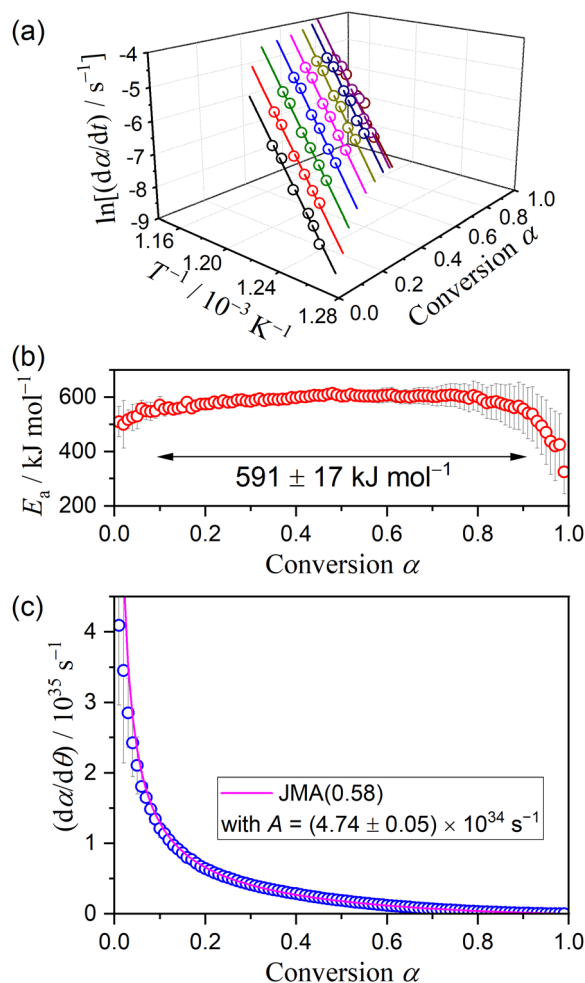 (a)
-4
-5
-6
-7
-8
-9
ln[(dα/dt) / s⁻¹]
1.16
1.20
1.24
1.28
T⁻¹ / 10⁻³ K⁻¹
0.0
0.2
0.4
0.6
0.8
1.0
Conversion α
(b)
600
400
200
Eₐ / kJ mol⁻¹
591 ± 17 kJ mol⁻¹
0.0 0.2 0.4 0.6 0.8 1.0
Conversion α
(c)
4
3
2
1
0
(dα/dθ) / 10³⁵ s⁻¹
JMA(0.58)
with A = (4.74 ± 0.05) × 10³⁴ s⁻¹
0.0 0.2 0.4 0.6 0.8 1.0
Conversion α